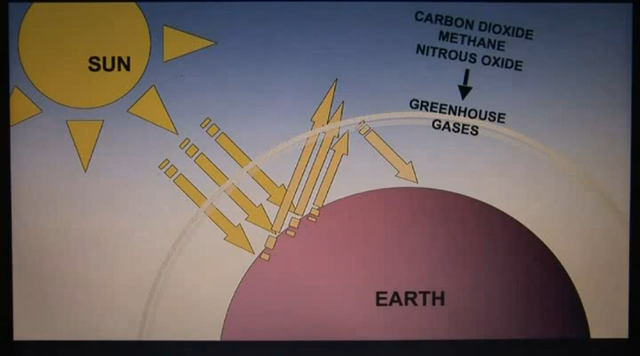 SUN
CARBON DIOXIDE
METHANE
NITROUS OXIDE
GREENHOUSE
GASES
EARTH